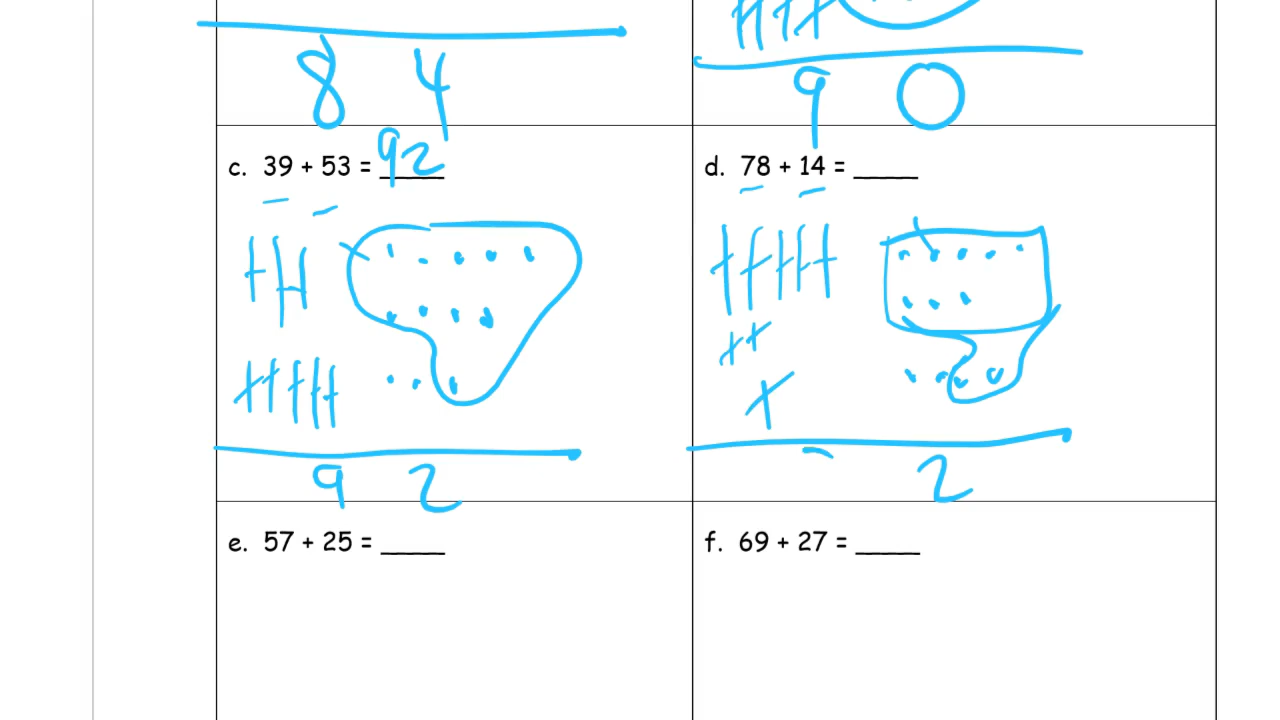 8 4
9 0
c. 39 + 53 = 92
d. 78 + 14 = ____
9 2
2
e. 57 + 25 = ____
f. 69 + 27 = ____